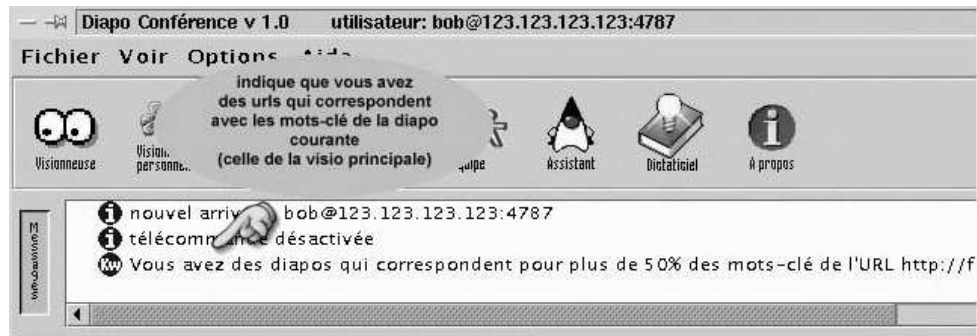 Diapo Conférence v 1.0 utilisateur: bob@123.123.123.123:4787
Fichier Voir Options
indique que vous avez
des urls qui correspondent
avec les mots-clé de la diapo
courante
(celle de la visio principale)
Visionneuse
Assistant
Dictaticiel
A propos
Messages
nouvel bob@123.123.123.123:4787
désactivée
Kw Vous avez des diapos qui correspondent pour plus de 50% des mots-clé de l'URL http://f